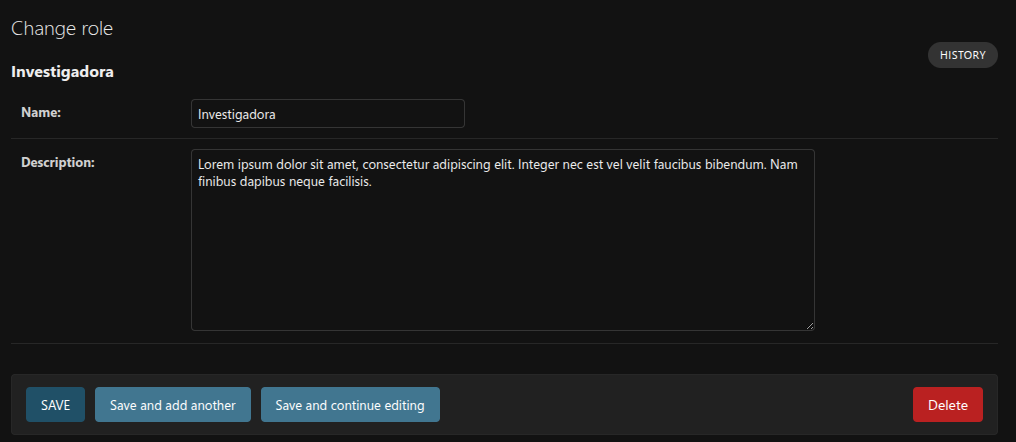 Change role
HISTORY
Investigadora
Name:
Investigadora
Description:
Lorem ipsum dolor sit amet, consectetur adipiscing elit. Integer nec est vel velit faucibus bibendum. Nam
finibus dapibus neque facilisis.
SAVE
Save and add another
Save and continue editing
Delete